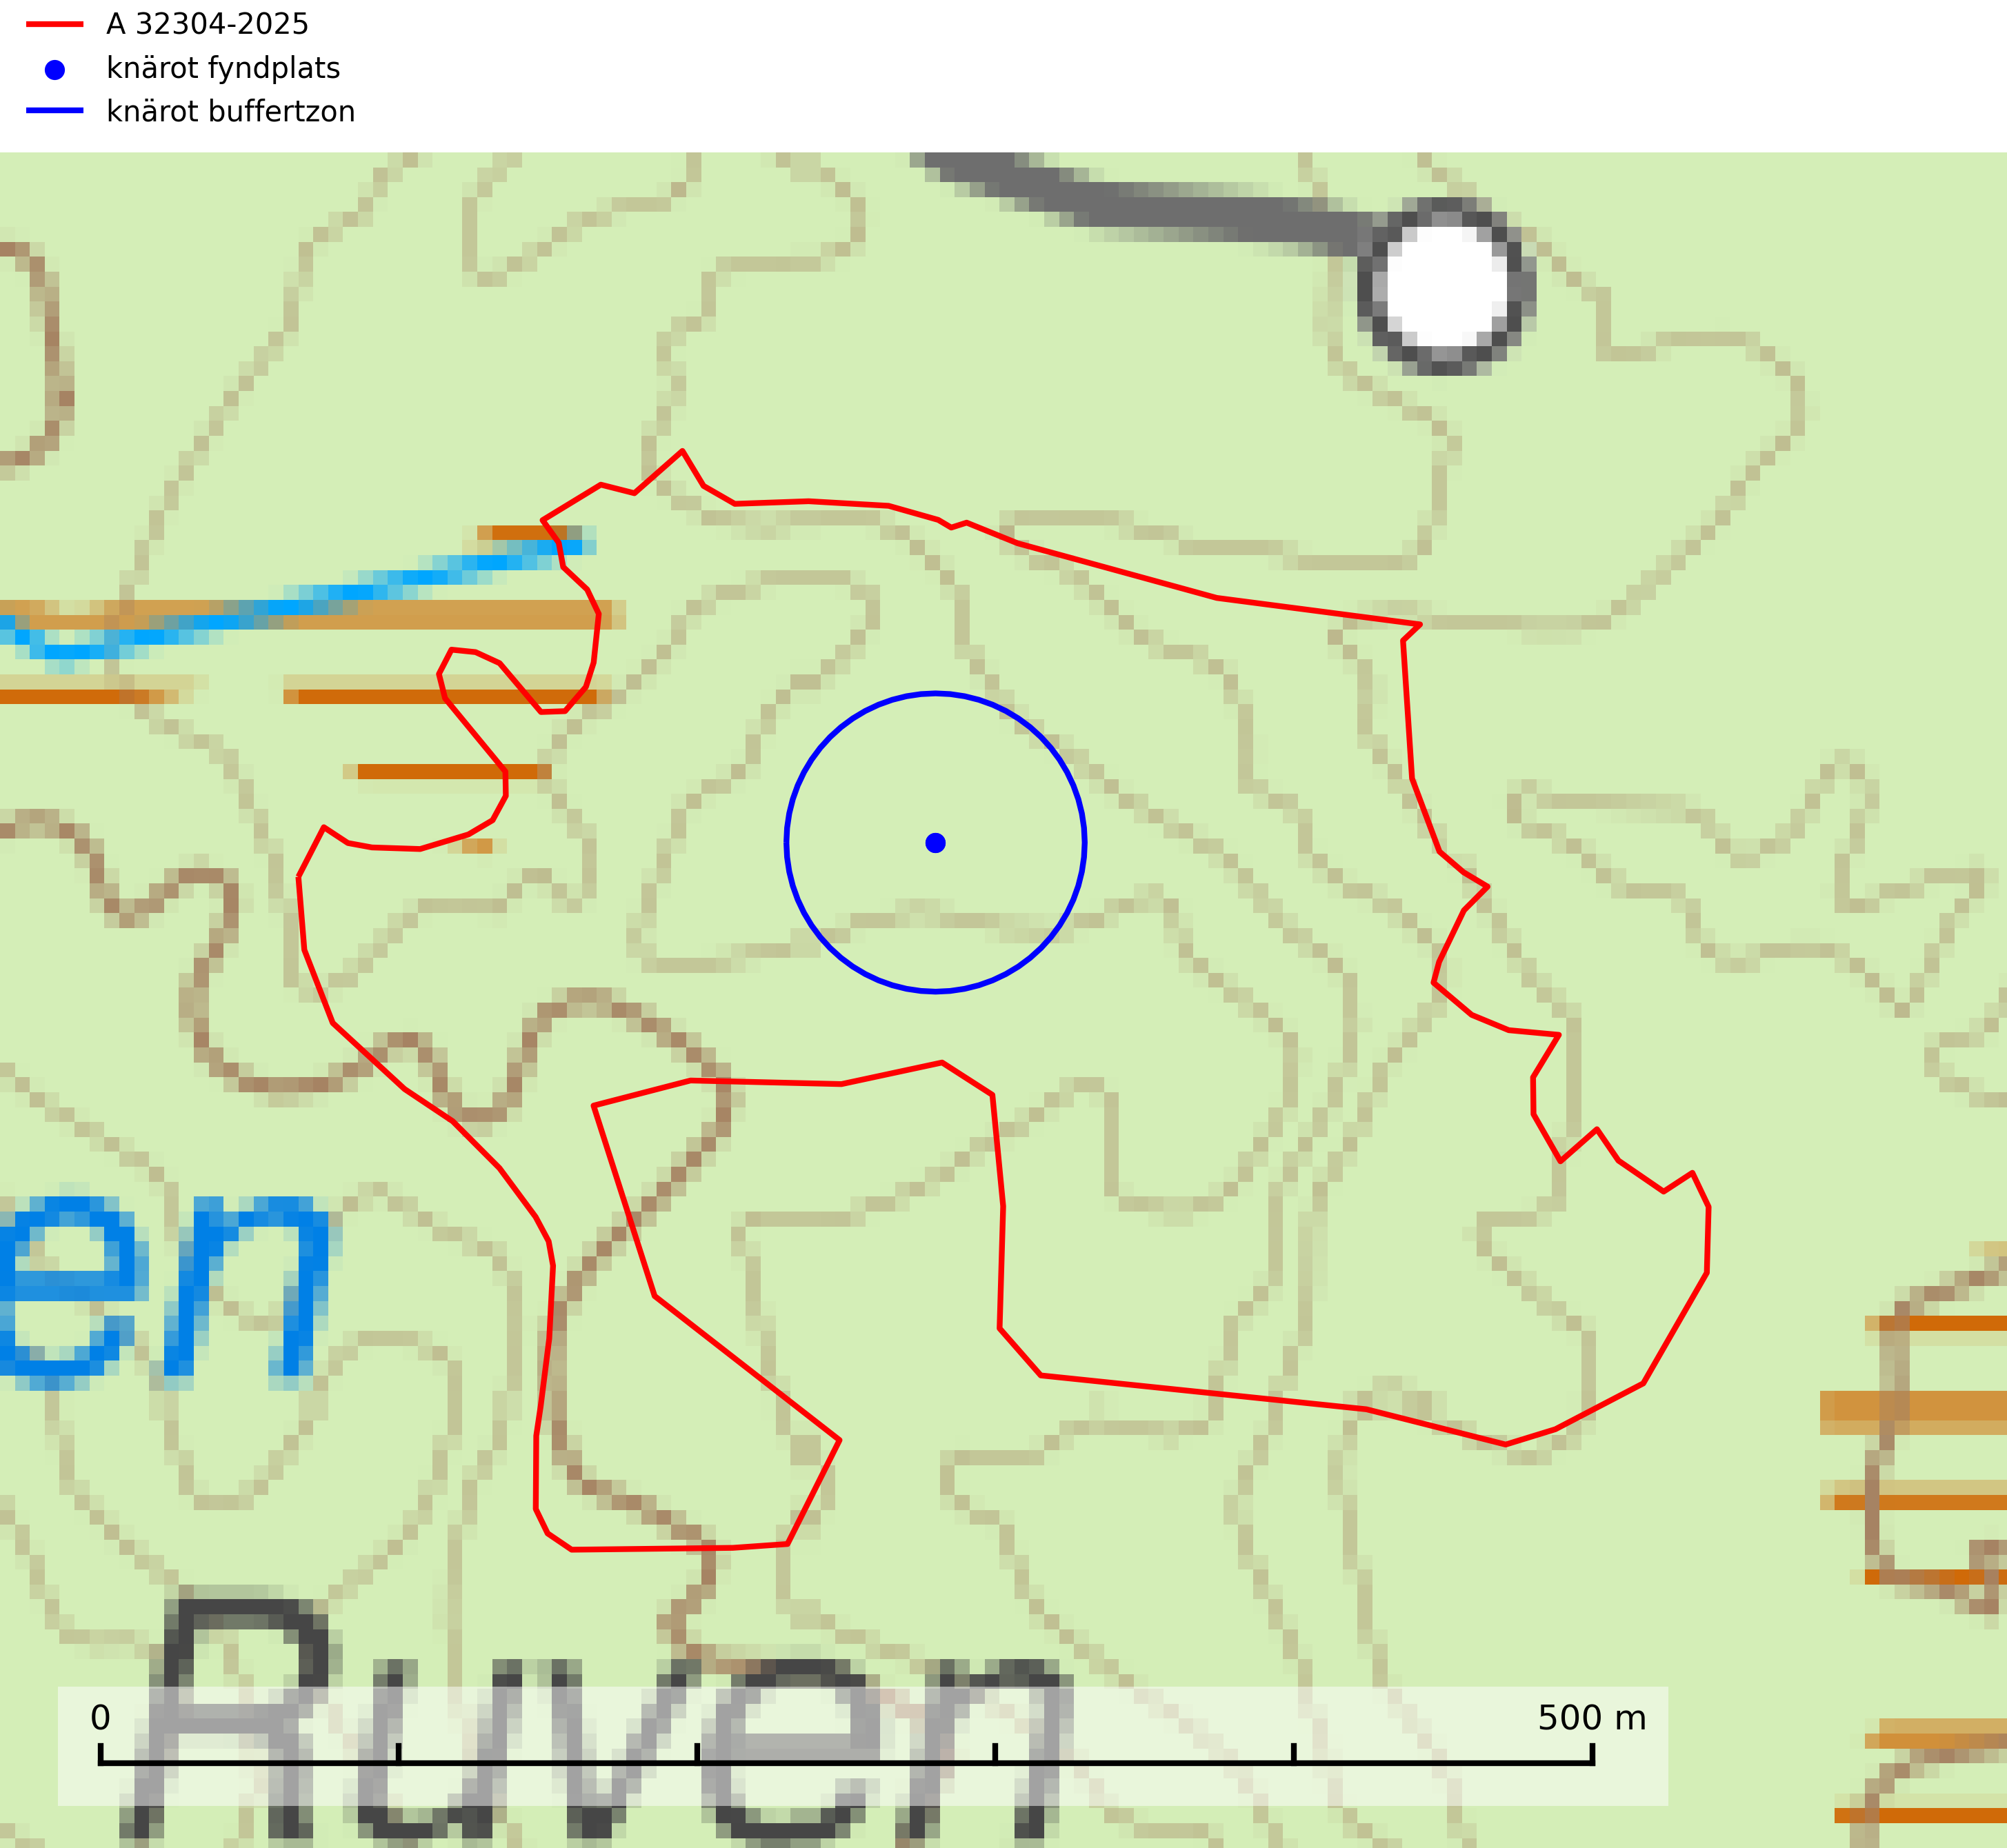 A 32304-2025
knärot fyndplats
knärot buffertzon
en
Ruven
0 500 m